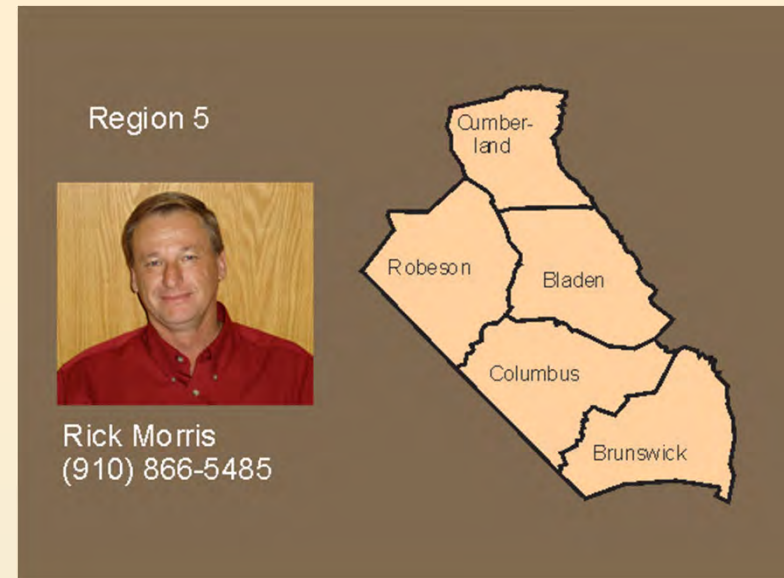 Region 5
Rick Morris
(910) 866-5485
Cumber-
land
Robeson
Bladen
Columbus
Brunswick